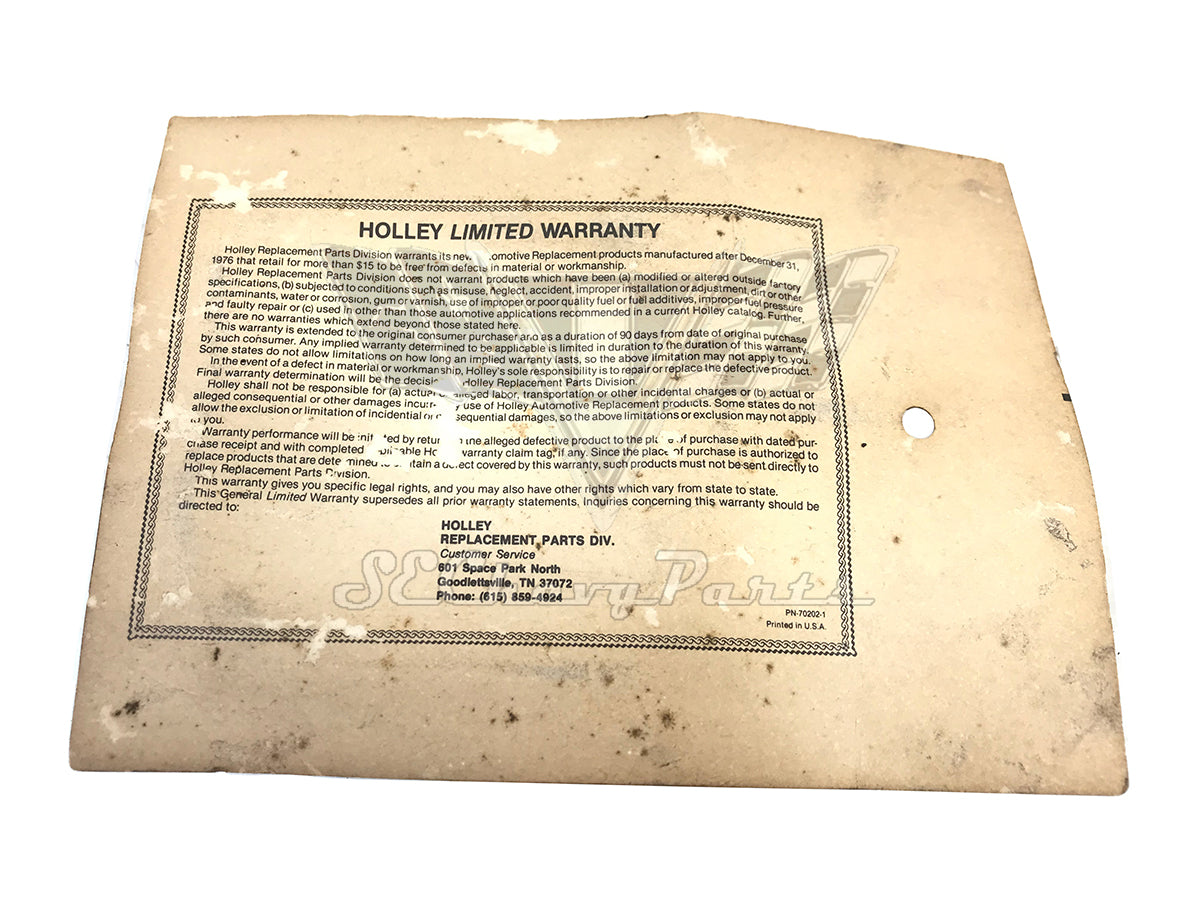 HOLLEY LIMITED WARRANTY
Holley Replacement Parts Division warrants its new Automotive Replacement products manufactured after December 31,
1976 that retail for more than $15 to be free from defects in material or workmanship.
Holley Replacement Parts Division does not warrant products which have been (a) modified or altered outside factory
specifications, (b) subjected to conditions such as misuse, neglect, accident, improper installation or adjustment, dirt or other
contaminants, water or corrosion, gum or varnish, use of improper or poor quality fuel or fuel additives, improper fuel pressure
and faulty repair or (c) used in other than those automotive applications recommended in a current Holley catalog. Further,
there are no warranties which extend beyond those stated here.
This warranty is extended to the original consumer purchaser and as a duration of 90 days from date of original purchase
by such consumer. Any implied warranty determined to be applicable is limited in duration to the duration of this warranty.
Some states do not allow limitations on how long an implied warranty lasts, so the above limitation may not apply to you.
In the event of a defect in material or workmanship, Holley's sole responsibility is to repair or replace the defective product.
Final warranty determination will be the decision Holley Replacement Parts Division.
Holley shall not be responsible for (a) actual or alleged labor, transportation or other incidental charges or (b) actual or
alleged consequential or other damages incurred by use of Holley Automotive Replacement products. Some states do not
allow the exclusion or limitation of incidental or consequential damages, so the above limitations or exclusion may not apply
to you.
Warranty performance will be initiated by return the alleged defective product to the place of purchase with dated pur-
chase receipt and with completed applicable Holley warranty claim tag, if any. Since the place of purchase is authorized to
replace products that are determined to contain a defect covered by this warranty, such products must not be sent directly to
Holley Replacement Parts Division.
This warranty gives you specific legal rights, and you may also have other rights which vary from state to state.
This General Limited Warranty supersedes all prior warranty statements. Inquiries concerning this warranty should be
directed to:
HOLLEY
REPLACEMENT PARTS DIV.
Customer Service
601 Space Park North
Goodlettsville, TN 37072
Phone: (615) 859-4924
SEChevyParts
PN-70202-1
Printed in U.S.A.